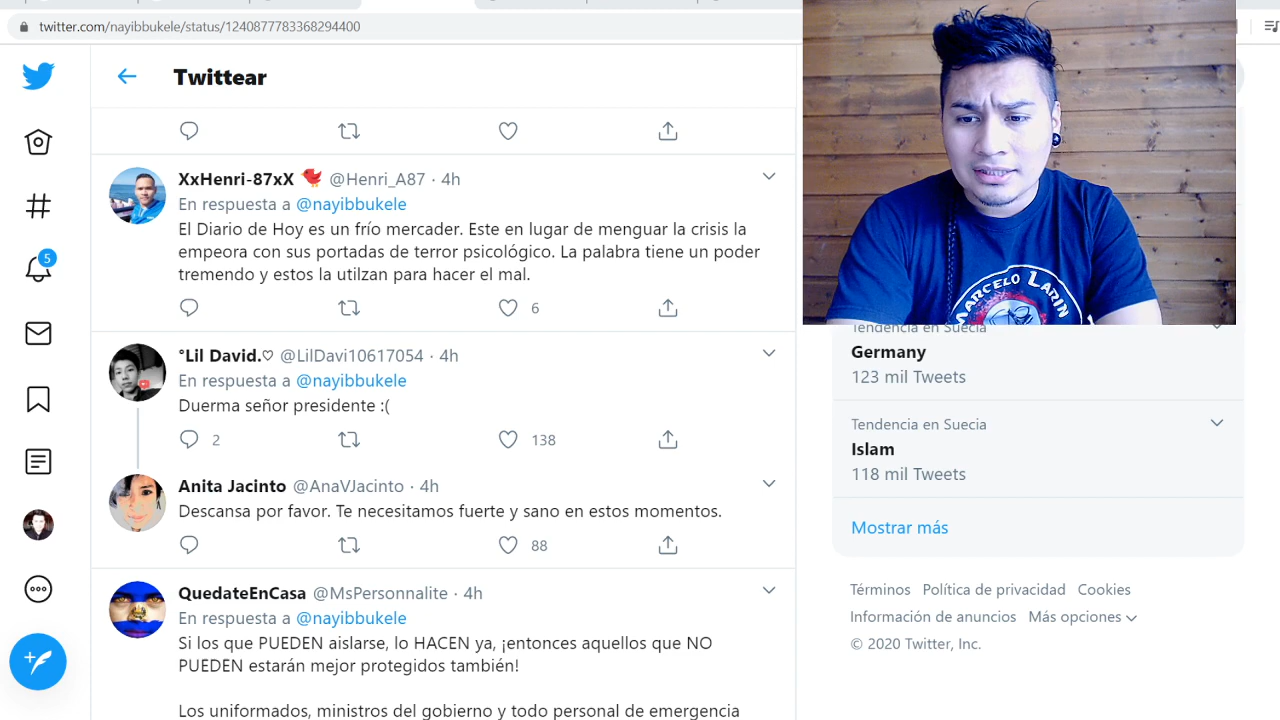 twitter.com/nayibbukele/status/1240877783368294400
Twittear
XxHenri-87xX @Henri_A87 · 4h
En respuesta a @nayibbukele
El Diario de Hoy es un frío mercader. Este en lugar de menguar la crisis la
empeora con sus portadas de terror psicológico. La palabra tiene un poder
tremendo y estos la utilzan para hacer el mal.
6
°Lil David.♡ @LilDavi10617054 · 4h
En respuesta a @nayibbukele
Duerma señor presidente :(
2 138
Anita Jacinto @AnaVJacinto · 4h
Descansa por favor. Te necesitamos fuerte y sano en estos momentos.
88
QuedateEnCasa @MsPersonnalite · 4h
En respuesta a @nayibbukele
Si los que PUEDEN aislarse, lo HACEN ya, ¡entonces aquellos que NO
PUEDEN estarán mejor protegidos también!
Los uniformados, ministros del gobierno y todo personal de emergencia
5
MARCELO LARIN
Tendencia en Suecia
Germany
123 mil Tweets
Tendencia en Suecia
Islam
118 mil Tweets
Mostrar más
Términos Política de privacidad Cookies
Información de anuncios Más opciones
© 2020 Twitter, Inc.